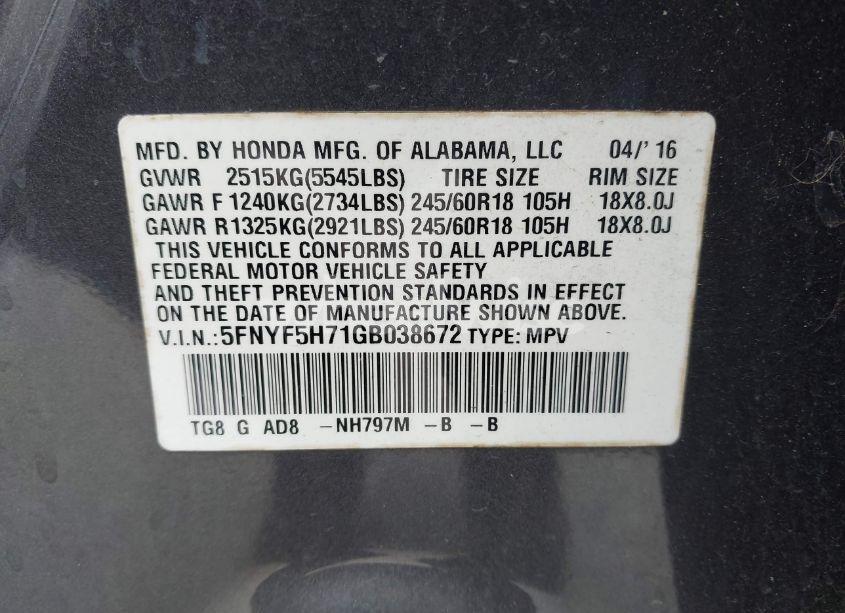 MFD. BY HONDA MFG. OF ALABAMA, LLC 04/'16
GVWR 2515KG(5545LBS) TIRE SIZE RIM SIZE
GAWR F 1240KG(2734LBS) 245/60R18 105H 18X8.0J
GAWR R1325KG(2921LBS) 245/60R18 105H 18X8.0J
THIS VEHICLE CONFORMS TO ALL APPLICABLE
FEDERAL MOTOR VEHICLE SAFETY
AND THEFT PREVENTION STANDARDS IN EFFECT
ON THE DATE OF MANUFACTURE SHOWN ABOVE.
V.I.N.:5FNYF5H71GB038672 TYPE: MPV
TG8 G AD8 -NH797M -B -B